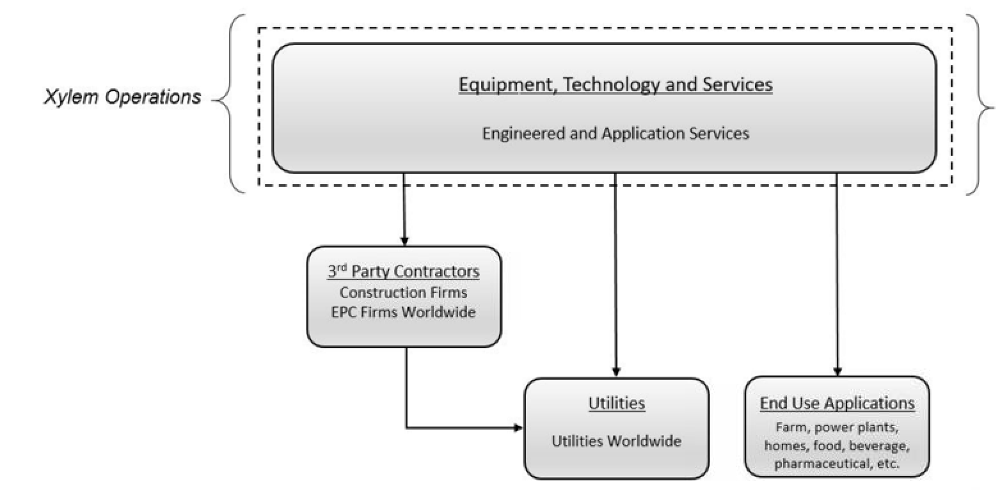 Xylem Operations
Equipment, Technology and Services
Engineered and Application Services
3rd Party Contractors
Construction Firms
EPC Firms Worldwide
Utilities
Utilities Worldwide
End Use Applications
Farm, power plants,
homes, food, beverage,
pharmaceutical, etc.